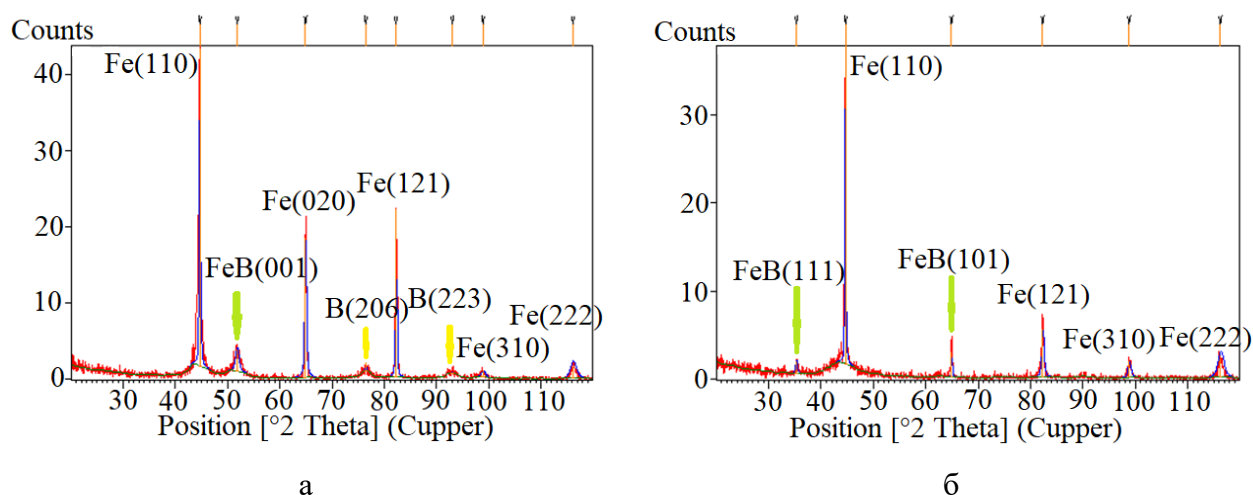 Counts
40
30
20
10
0
Fe(110)
FeB(001)
Fe(020)
Fe(121)
B(206)
B(223)
Fe(310)
Fe(222)
30 40 50 60 70 80 90 100 110
Position [°2 Theta] (Cupper)
а
Counts
30
20
10
0
Fe(110)
FeB(111)
FeB(101)
Fe(121)
Fe(310)
Fe(222)
30 40 50 60 70 80 90 100 110
Position [°2 Theta] (Cupper)
б